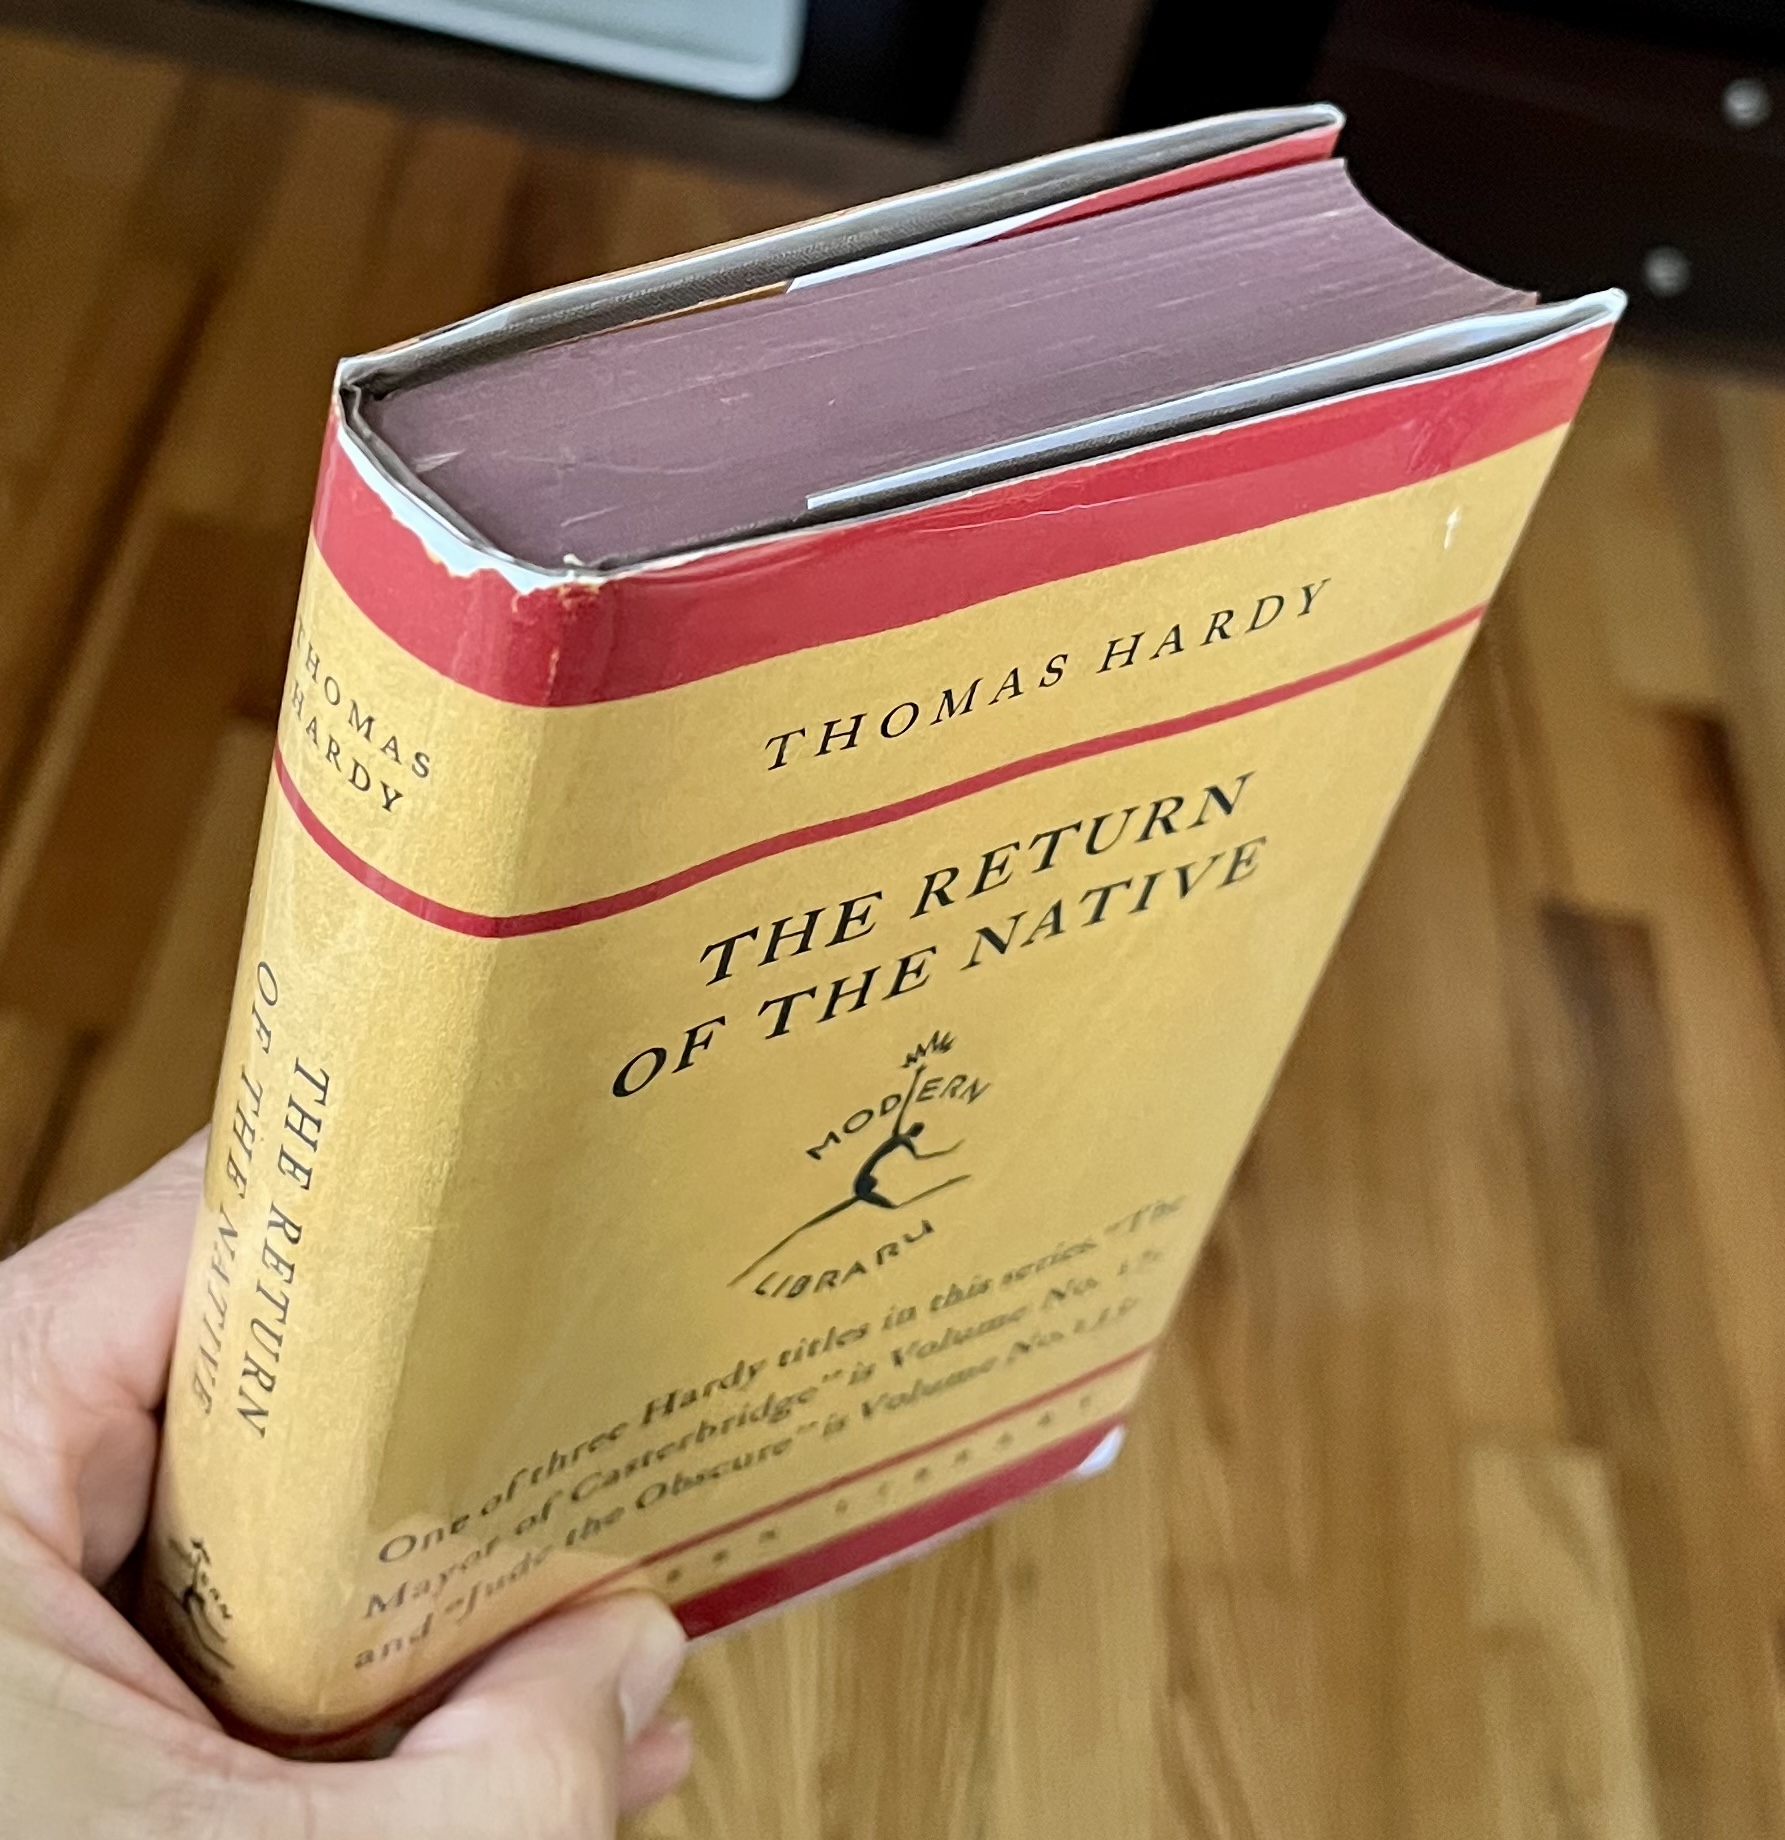 THOMAS
HARDY
THE RETURN
OF THE NATIVE
THOMAS HARDY
THE RETURN
OF THE NATIVE
MODERN
LIBRARY
One of three Hardy titles in this series. "The
Mayor of Casterbridge" is Volume No.
and "Jude the Obscure" is Volume No.